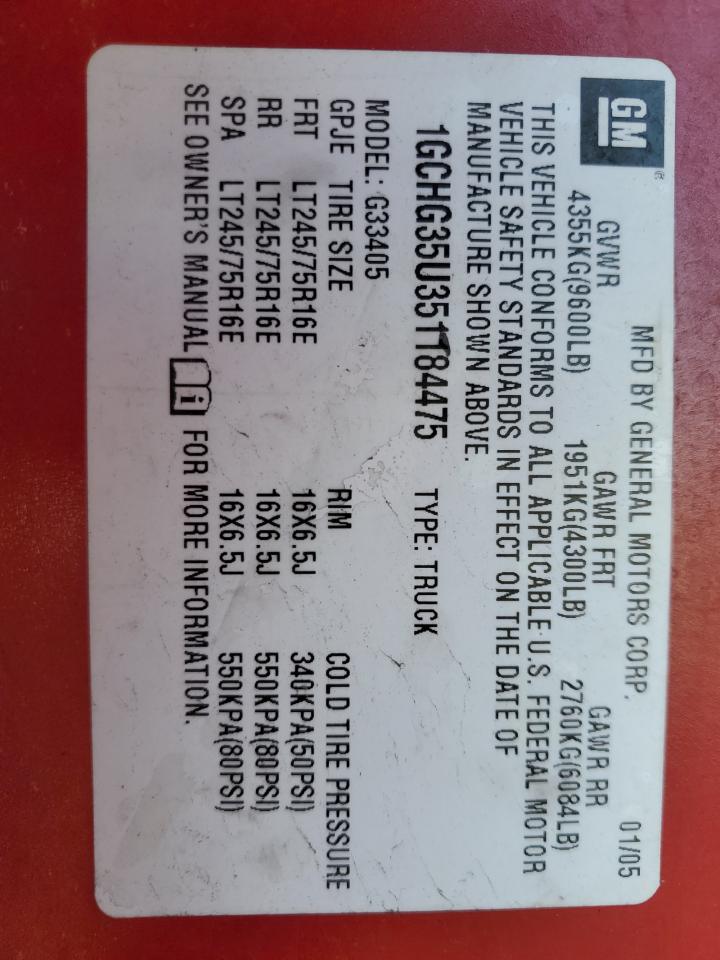 GM
MFD BY GENERAL MOTORS CORP. 01/05
GVWR GAWR FRT GAWR RR
4355KG(9600LB) 1951KG(4300LB) 2760KG(6084LB)
THIS VEHICLE CONFORMS TO ALL APPLICABLE U.S. FEDERAL MOTOR
VEHICLE SAFETY STANDARDS IN EFFECT ON THE DATE OF
MANUFACTURE SHOWN ABOVE.
1GCHG35U351184475 TYPE: TRUCK
MODEL: G33405
GPJE TIRE SIZE RIM COLD TIRE PRESSURE
FRT LT245/75R16E 16X6.5J 340KPA(50PSI)
RR LT245/75R16E 16X6.5J 550KPA(80PSI)
SPA LT245/75R16E 16X6.5J 550KPA(80PSI)
SEE OWNER'S MANUAL i FOR MORE INFORMATION.